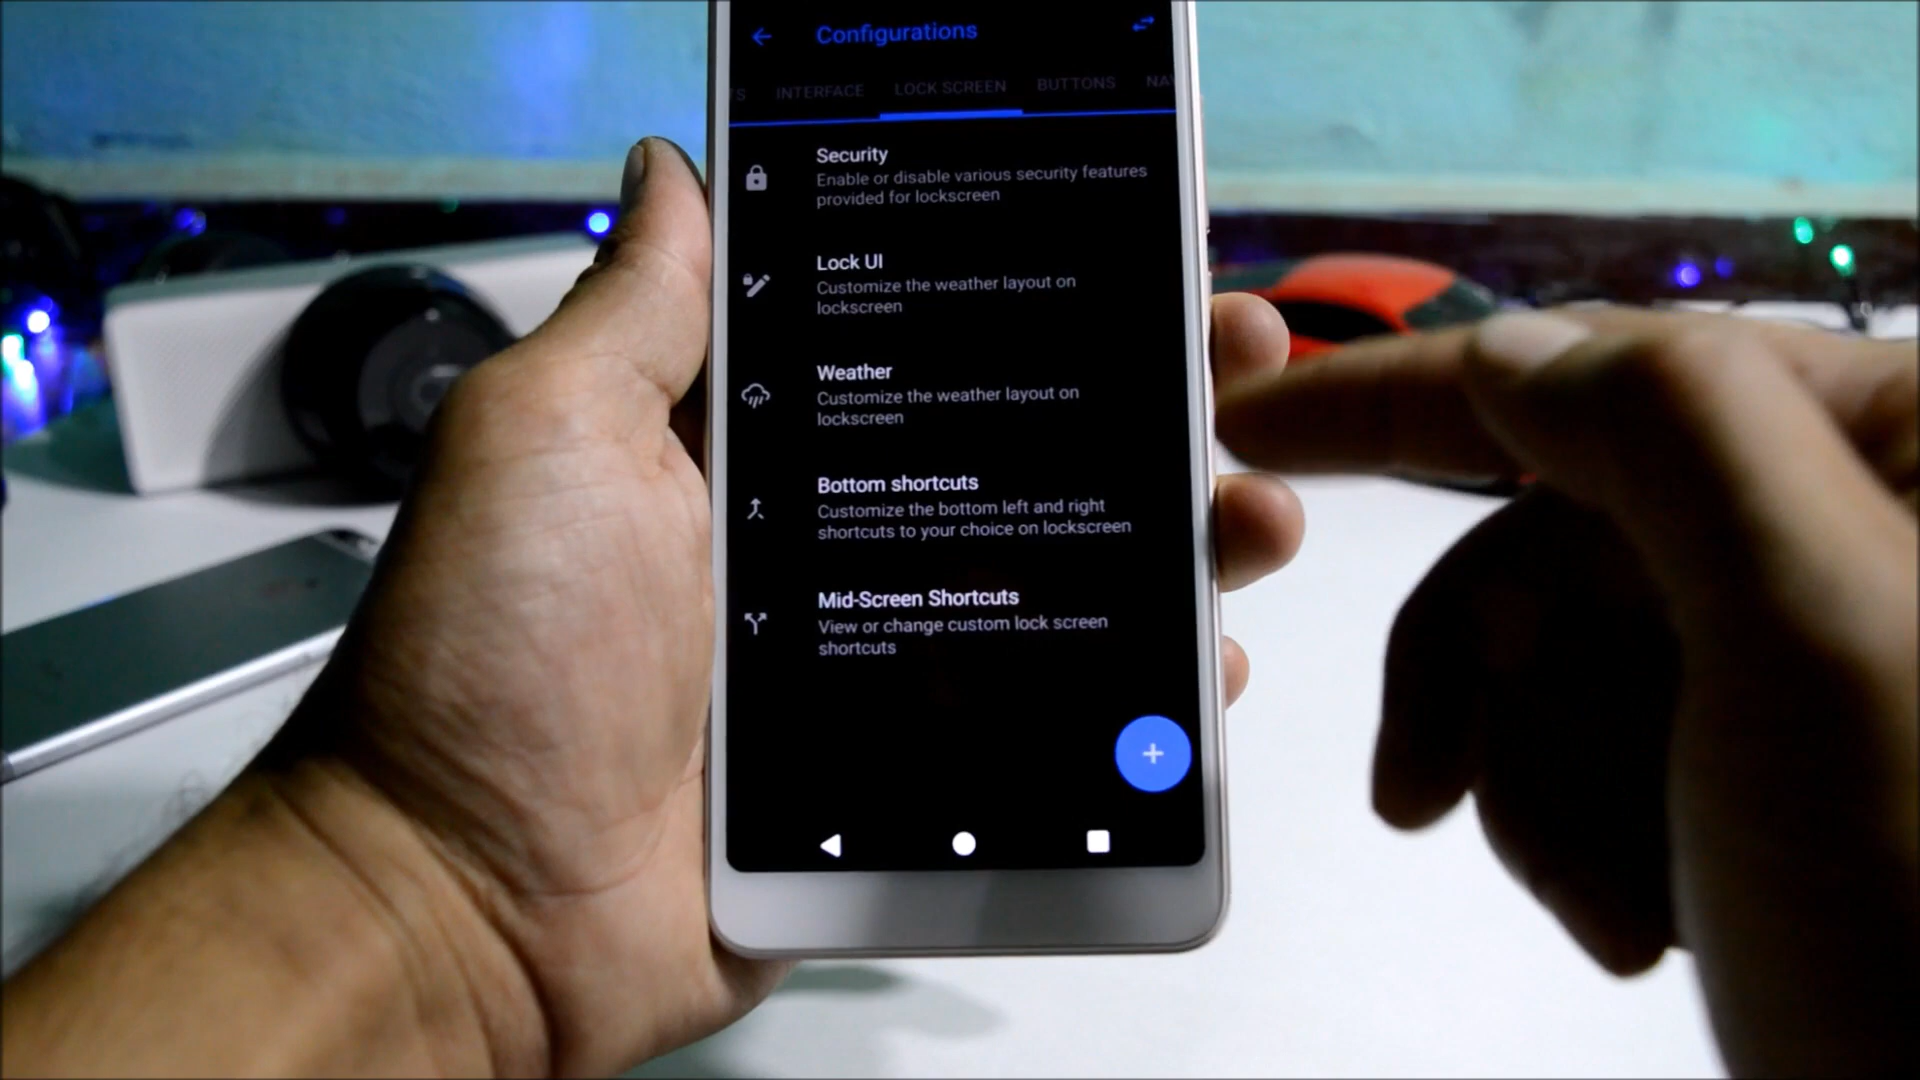 Configurations
TS INTERFACE LOCK SCREEN BUTTONS NAV
Security
Enable or disable various security features
provided for lockscreen
Lock UI
Customize the weather layout on
lockscreen
Weather
Customize the weather layout on
lockscreen
Bottom shortcuts
Customize the bottom left and right
shortcuts to your choice on lockscreen
Mid-Screen Shortcuts
View or change custom lock screen
shortcuts